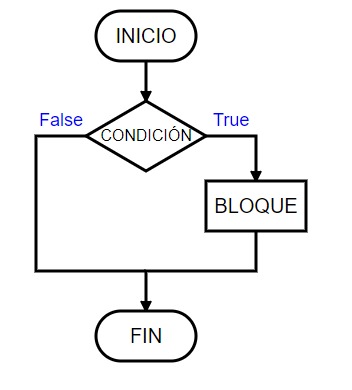 INICIO
False
True
CONDICIÓN
BLOQUE
FIN